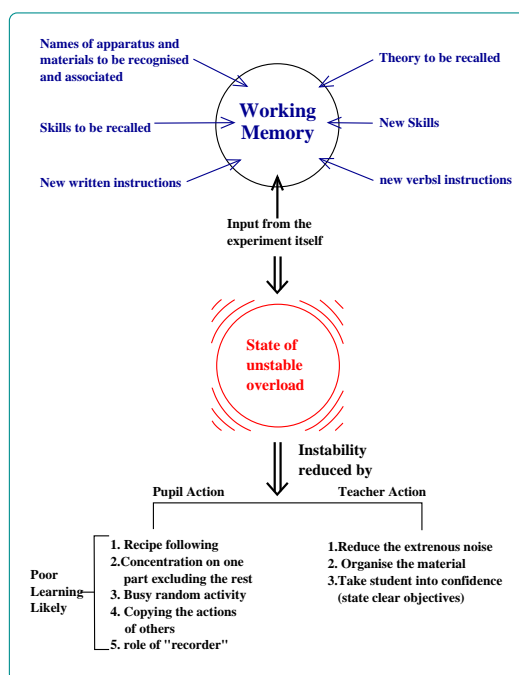 Names of apparatus and
materials to be recognised
and associated
Theory to be recalled
Working
Memory
Skills to be recalled
New Skills
New written instructions
new verbsl instructions
Input from the
experiment itself
State of
unstable
overload
Instability
reduced by
Pupil Action
Teacher Action
Poor
Learning
Likely
1. Recipe following
2.Concentration on one
part excluding the rest
3. Busy random activity
4. Copying the actions
of others
5. role of "recorder"
1.Reduce the extrenous noise
2. Organise the material
3.Take student into confidence
(state clear objectives)